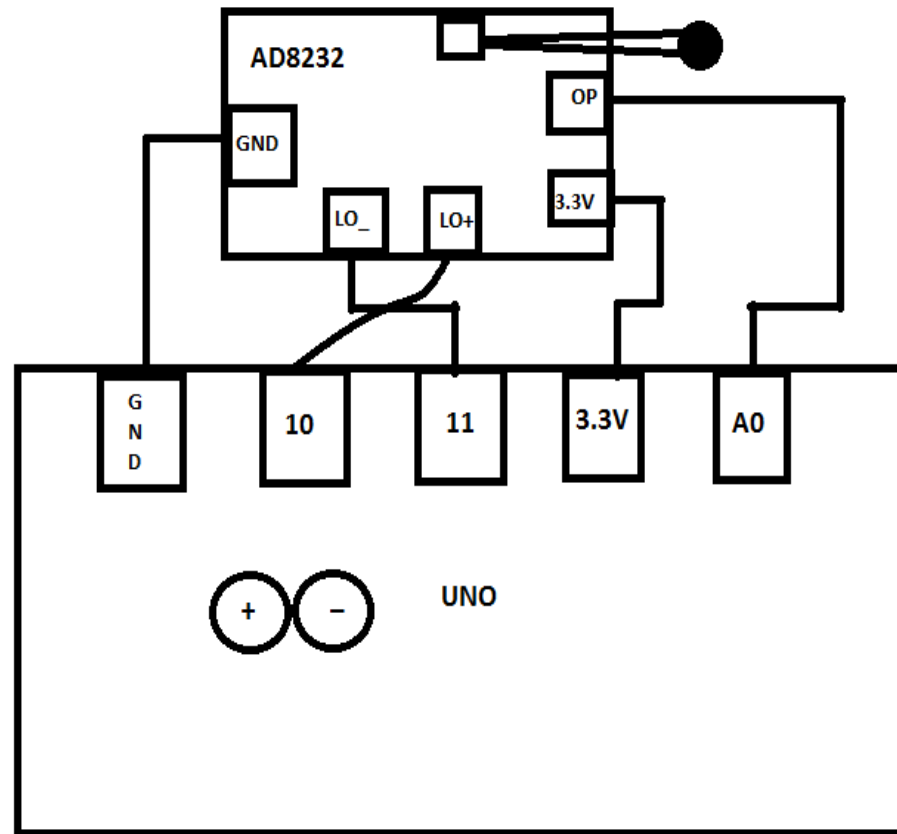 AD8232
OP
GND
3.3V
LO_
LO+
G
N
D
10
11
3.3V
A0
+
−
UNO